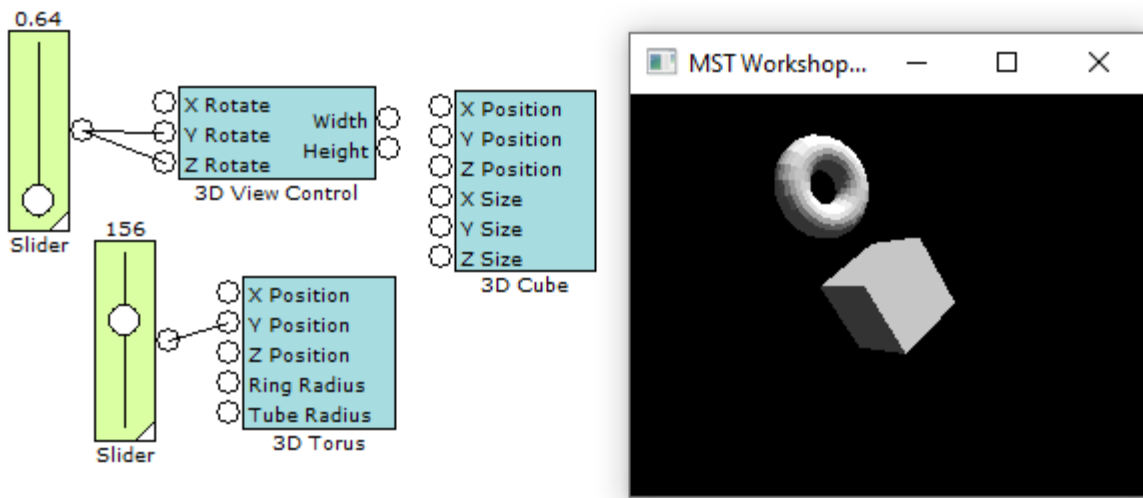 0.64
Slider
X Rotate
Y Rotate
Z Rotate
Width
Height
3D View Control
X Position
Y Position
Z Position
X Size
Y Size
Z Size
3D Cube
156
Slider
X Position
Y Position
Z Position
Ring Radius
Tube Radius
3D Torus
MST Workshop...